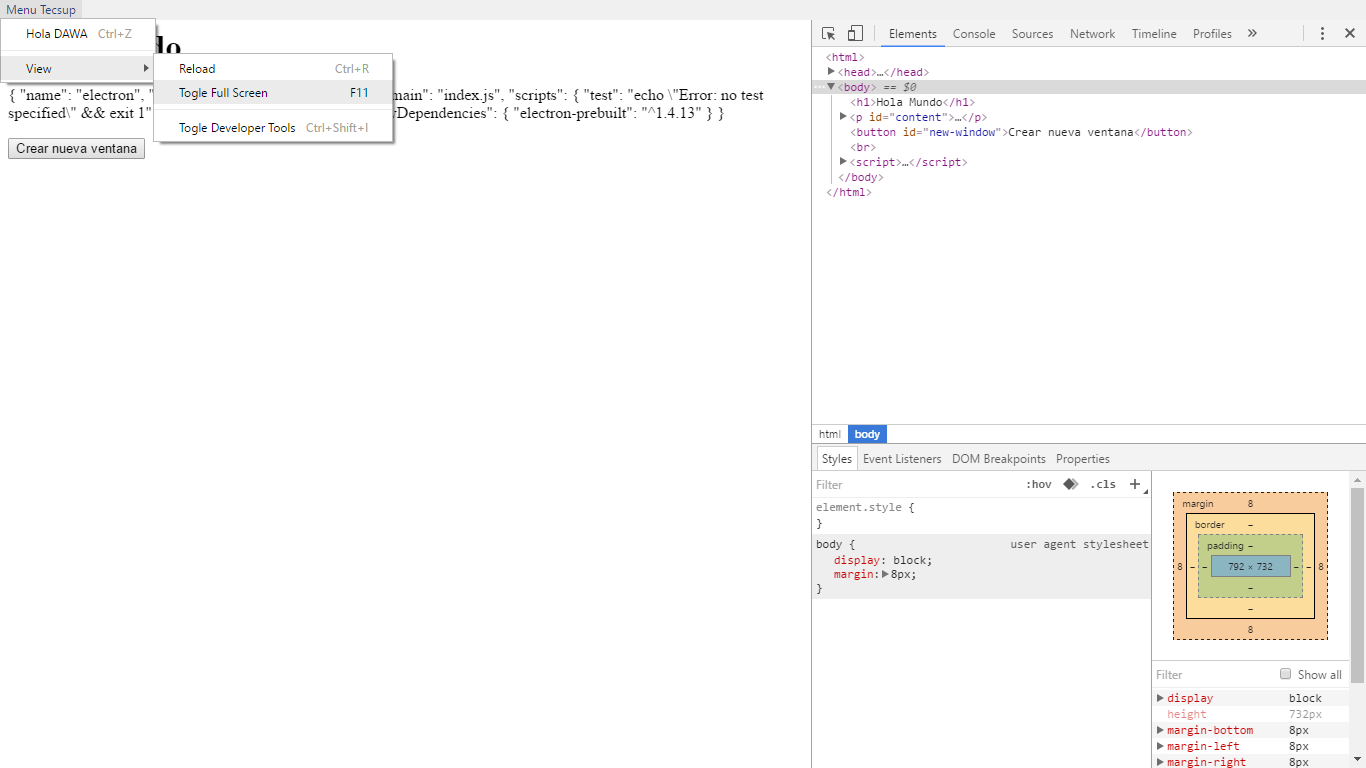 Menu Tecsup
Hola DAWA Ctrl+Z
View
Reload Ctrl+R
Togle Full Screen F11
Togle Developer Tools Ctrl+Shift+I
do
{ "name": "electron", " main": "index.js", "scripts": { "test": "echo \"Error: no test
specified\" && exit 1" Dependencies": { "electron-prebuilt": "^1.4.13" } }
Crear nueva ventana
Elements Console Sources Network Timeline Profiles »
<html>
<head>…</head>
<body> == $0
<h1>Hola Mundo</h1>
<p id="content">…</p>
<button id="new-window">Crear nueva ventana</button>
<br>
<script>…</script>
</body>
</html>
html body
Styles Event Listeners DOM Breakpoints Properties
Filter :hov .cls +
element.style {
}
body { user agent stylesheet
display: block;
margin: 8px;
}
margin 8
border –
padding –
8 – – 792 × 732 – – 8
–
–
8
Filter Show all
display block
height 732px
margin-bottom 8px
margin-left 8px
margin-right 8px